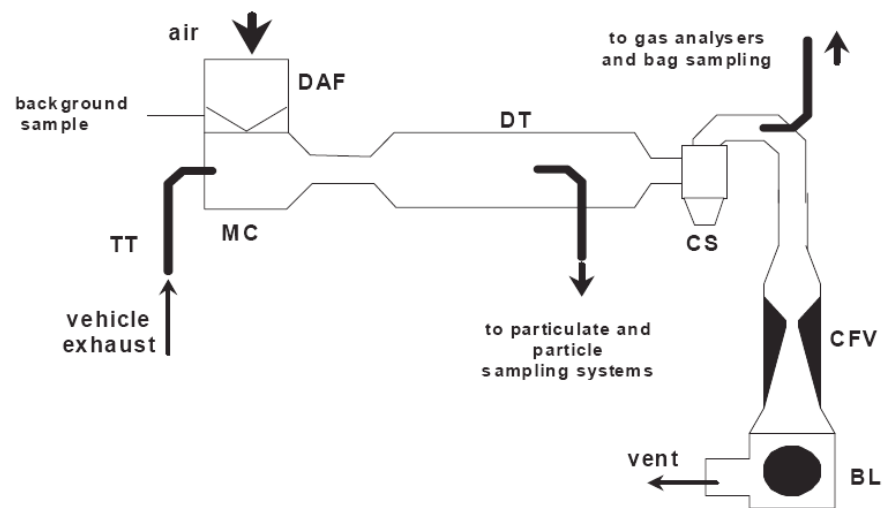 air
to gas analysers
and bag sampling
DAF
background
sample
DT
TT
MC
CS
vehicle
exhaust
to particulate and
particle
sampling systems
CFV
vent
BL